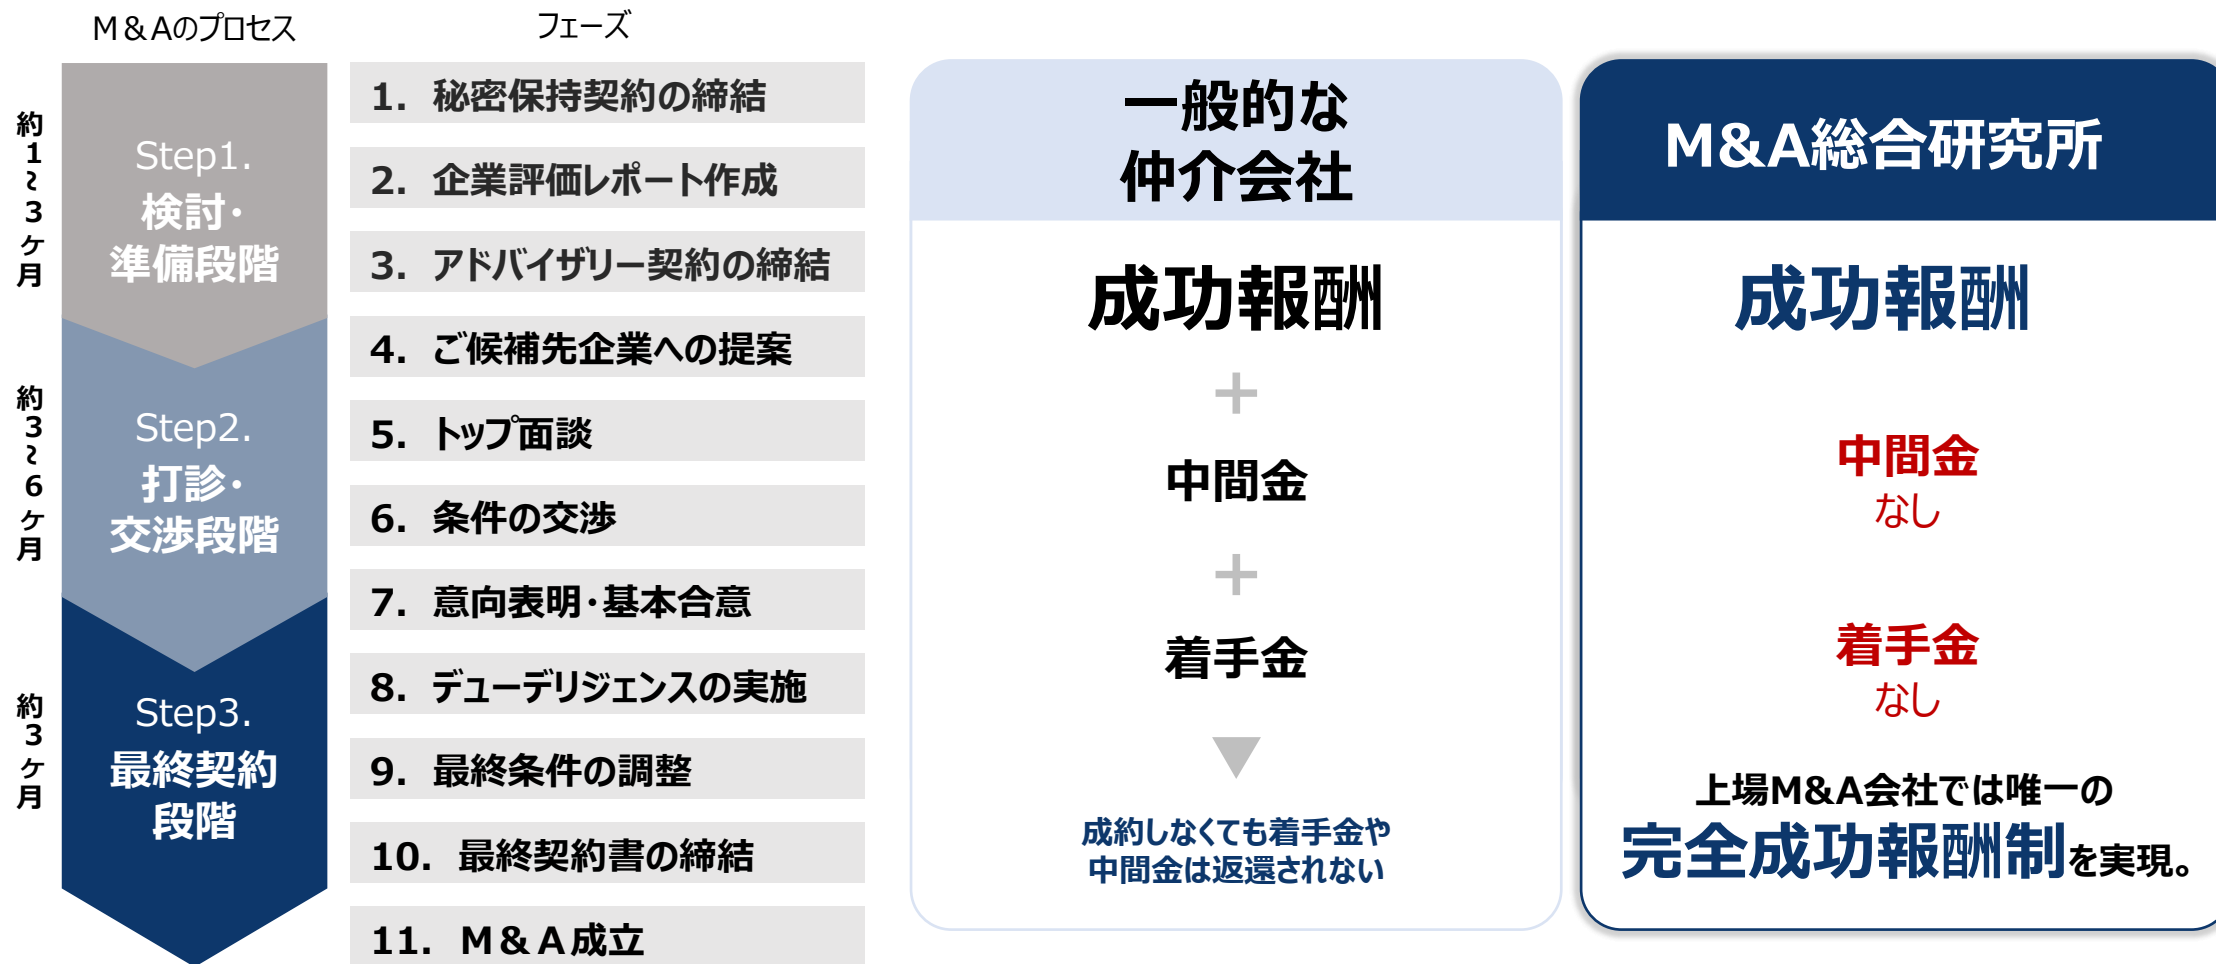 M&Aのプロセス
フェーズ
約1~3ヶ月
Step1.
検討・
準備段階
約3~6ヶ月
Step2.
打診・
交渉段階
約3ヶ月
Step3.
最終契約
段階
1. 秘密保持契約の締結
2. 企業評価レポート作成
3. アドバイザリー契約の締結
4. ご候補先企業への提案
5. トップ面談
6. 条件の交渉
7. 意向表明・基本合意
8. デューデリジェンスの実施
9. 最終条件の調整
10. 最終契約書の締結
11. M&A成立
一般的な
仲介会社
成功報酬
+
中間金
+
着手金
成約しなくても着手金や
中間金は返還されない
M&A総合研究所
成功報酬
中間金
なし
着手金
なし
上場M&A会社では唯一の
完全成功報酬制を実現。